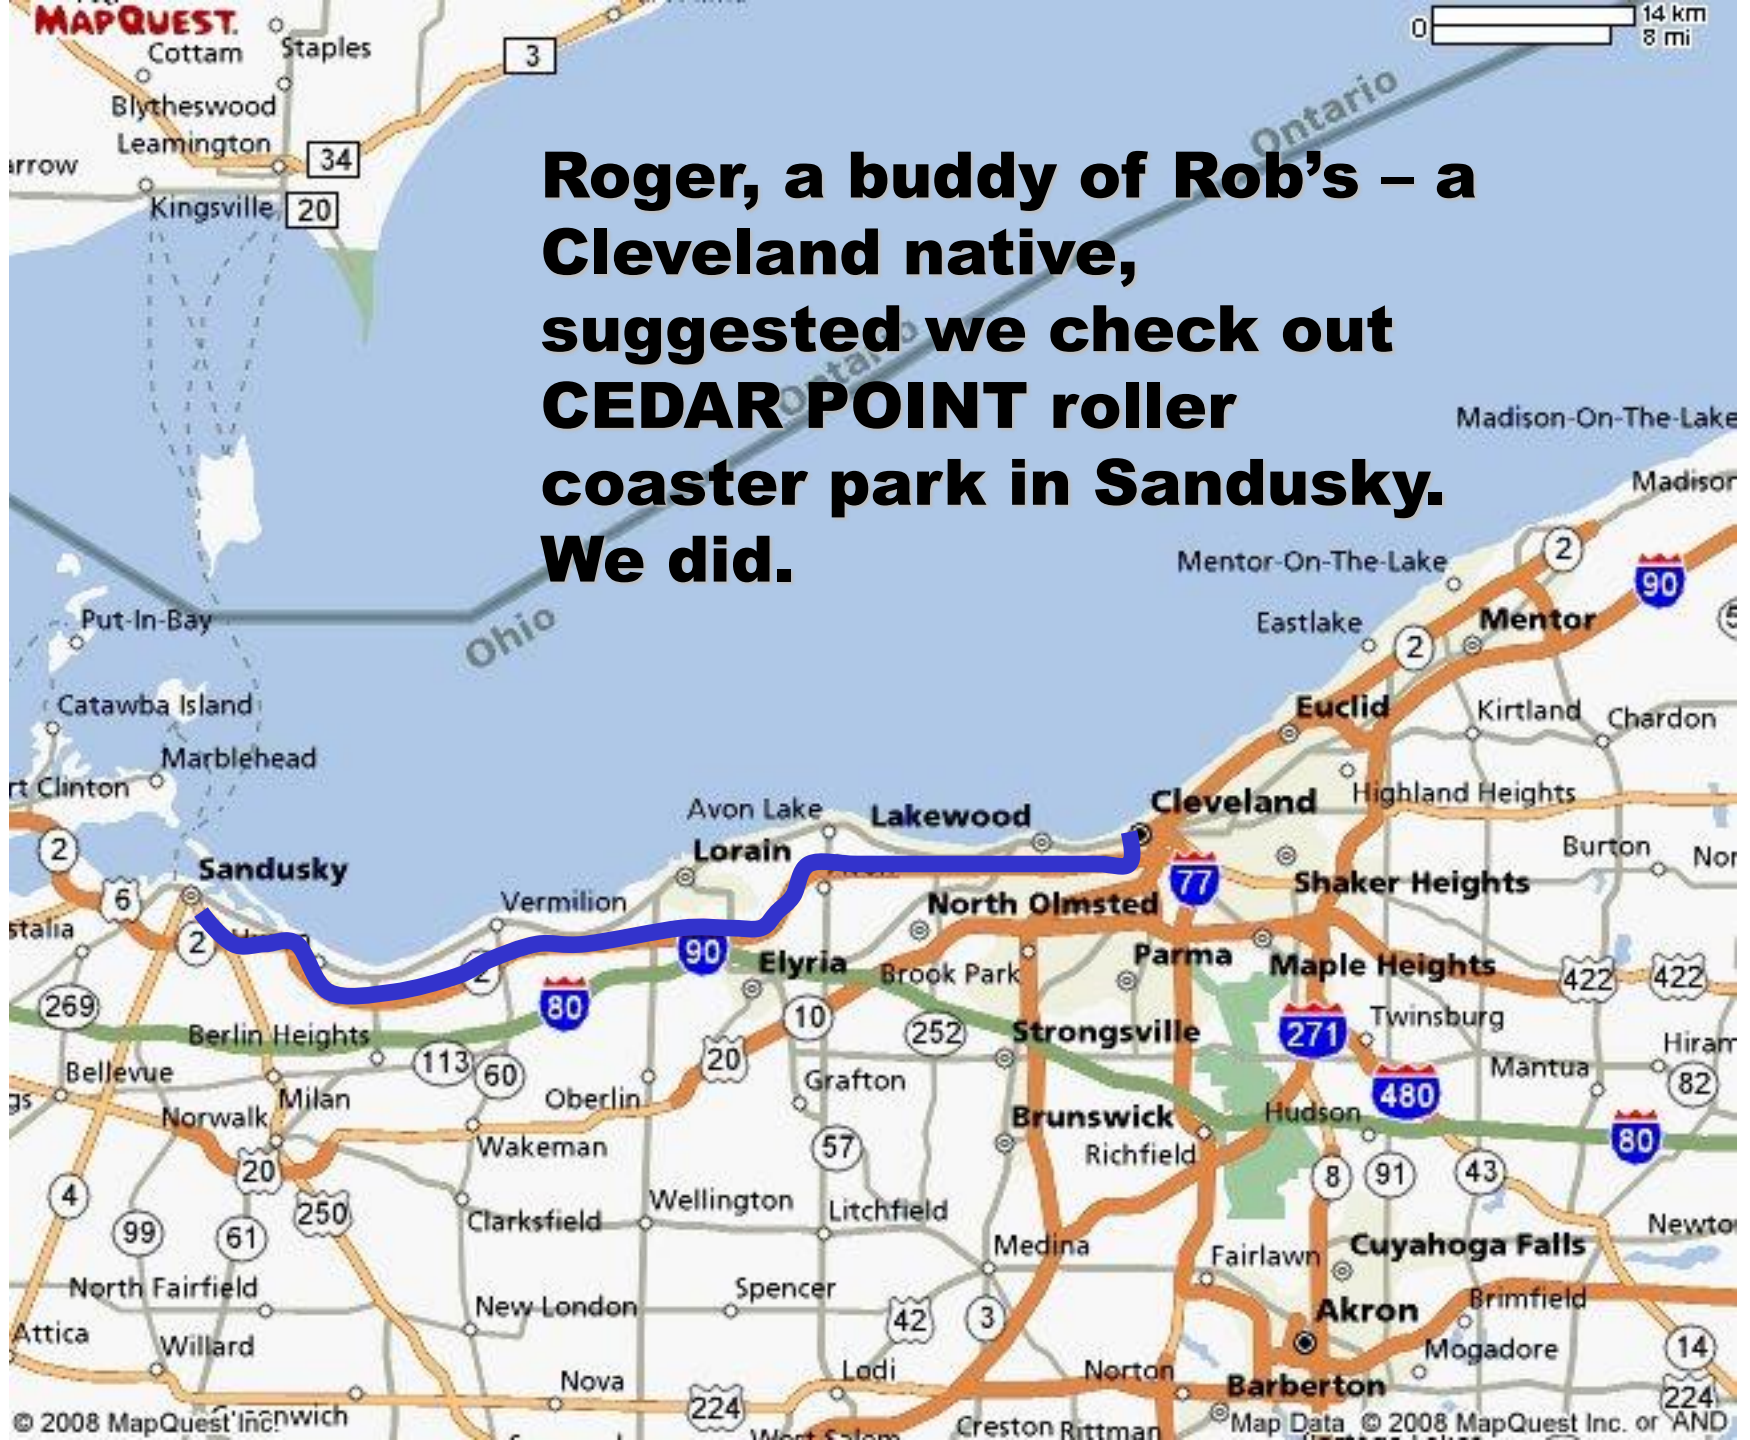 MAPQUEST.
Cottam
Staples
3
Blytheswood
Leamington
34
Kingsville
20
0
14 km
8 mi
Ontario
Roger, a buddy of Rob’s – a
Cleveland native,
suggested we check out
CEDAR POINT roller
coaster park in Sandusky.
We did.
Ontario
Ohio
Madison-On-The-Lake
Mentor-On-The-Lake
2
90
Eastlake
2
Mentor
Put-In-Bay
Catawba Island
Marblehead
Euclid
Kirtland
Chardon
Avon Lake
Lakewood
Cleveland
Highland Heights
2
Sandusky
Lorain
77
Burton
6
Vermilion
North Olmsted
Shaker Heights
2
2
90
Elyria
Brook Park
Parma
Maple Heights
422
422
269
80
10
252
Strongsville
271
Twinsburg
Berlin Heights
113
60
20
Grafton
Mantua
Hiram
82
Bellevue
Milan
Oberlin
480
Norwalk
Wakeman
57
Brunswick
Richfield
Hudson
80
20
4
250
8
91
43
99
61
Clarksfield
Wellington
Litchfield
Medina
Fairlawn
Cuyahoga Falls
North Fairfield
New London
Spencer
42
3
Akron
Brimfield
Attica
Willard
Mogadore
14
Nova
224
Lodi
Norton
Barberton
224
© 2008 MapQuest Inc.
Creston
Rittman
Map Data © 2008 MapQuest Inc. or AND